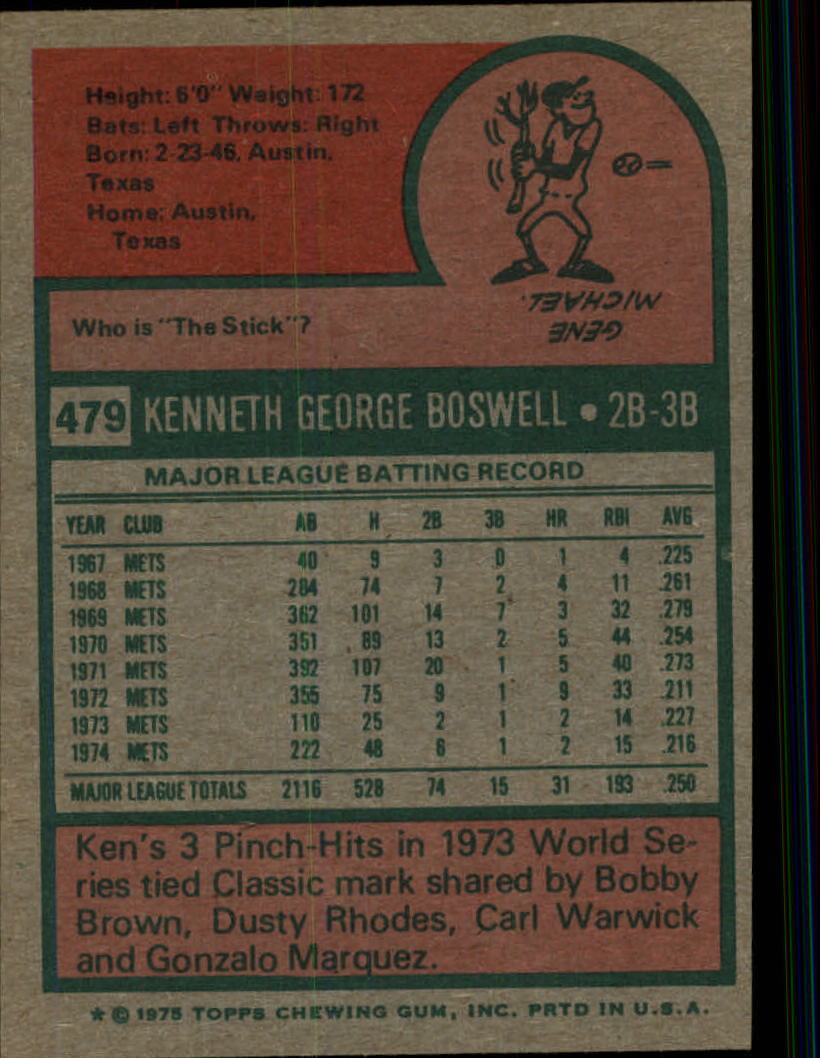 Height: 6'0" Weight: 172
Bats: Left Throws: Right
Born: 2-23-46, Austin,
Texas
Home: Austin,
Texas
Who is "The Stick"?
GENE
MICHAEL.
479 KENNETH GEORGE BOSWELL • 2B-3B
MAJOR LEAGUE BATTING RECORD
YEAR CLUB AB H 2B 3B HR RBI AVG
1967 METS 40 9 3 0 1 4 .225
1968 METS 284 74 7 2 4 11 .261
1969 METS 362 101 14 7 3 32 .279
1970 METS 351 89 13 2 5 44 .254
1971 METS 392 107 20 1 5 40 .273
1972 METS 355 75 9 1 9 33 .211
1973 METS 110 25 2 1 2 14 .227
1974 METS 222 48 6 1 2 15 .216
MAJOR LEAGUE TOTALS 2116 528 74 15 31 193 .250
Ken's 3 Pinch-Hits in 1973 World Se-
ries tied Classic mark shared by Bobby
Brown, Dusty Rhodes, Carl Warwick
and Gonzalo Marquez.
* © 1975 TOPPS CHEWING GUM, INC. PRTD IN U.S.A.